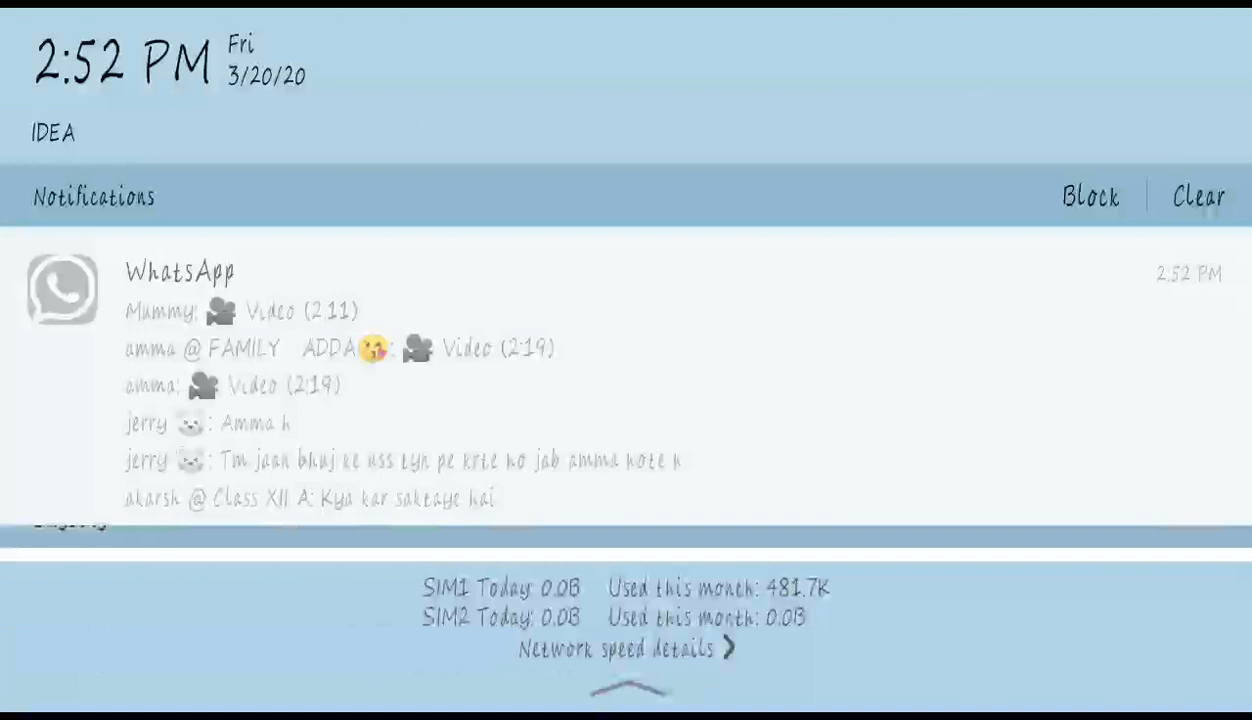 2:52 PM
Fri
3/20/20
IDEA
Notifications
Block
Clear
WhatsApp
2:52 PM
Mummy: 🎥 Video (2:11)
amma @ FAMILY ADDA😘: 🎥 Video (2:19)
amma: 🎥 Video (2:19)
jerry 🐱: Amma h
jerry 🐱: Tm jaan bhuj ke uss tyn pe krte ho jab amma hote h
akarsh @ Class XII A: Kya kar saktaye hai
SIM1 Today: 0.0B Used this month: 481.7K
SIM2 Today: 0.0B Used this month: 0.0B
Network speed details ❯